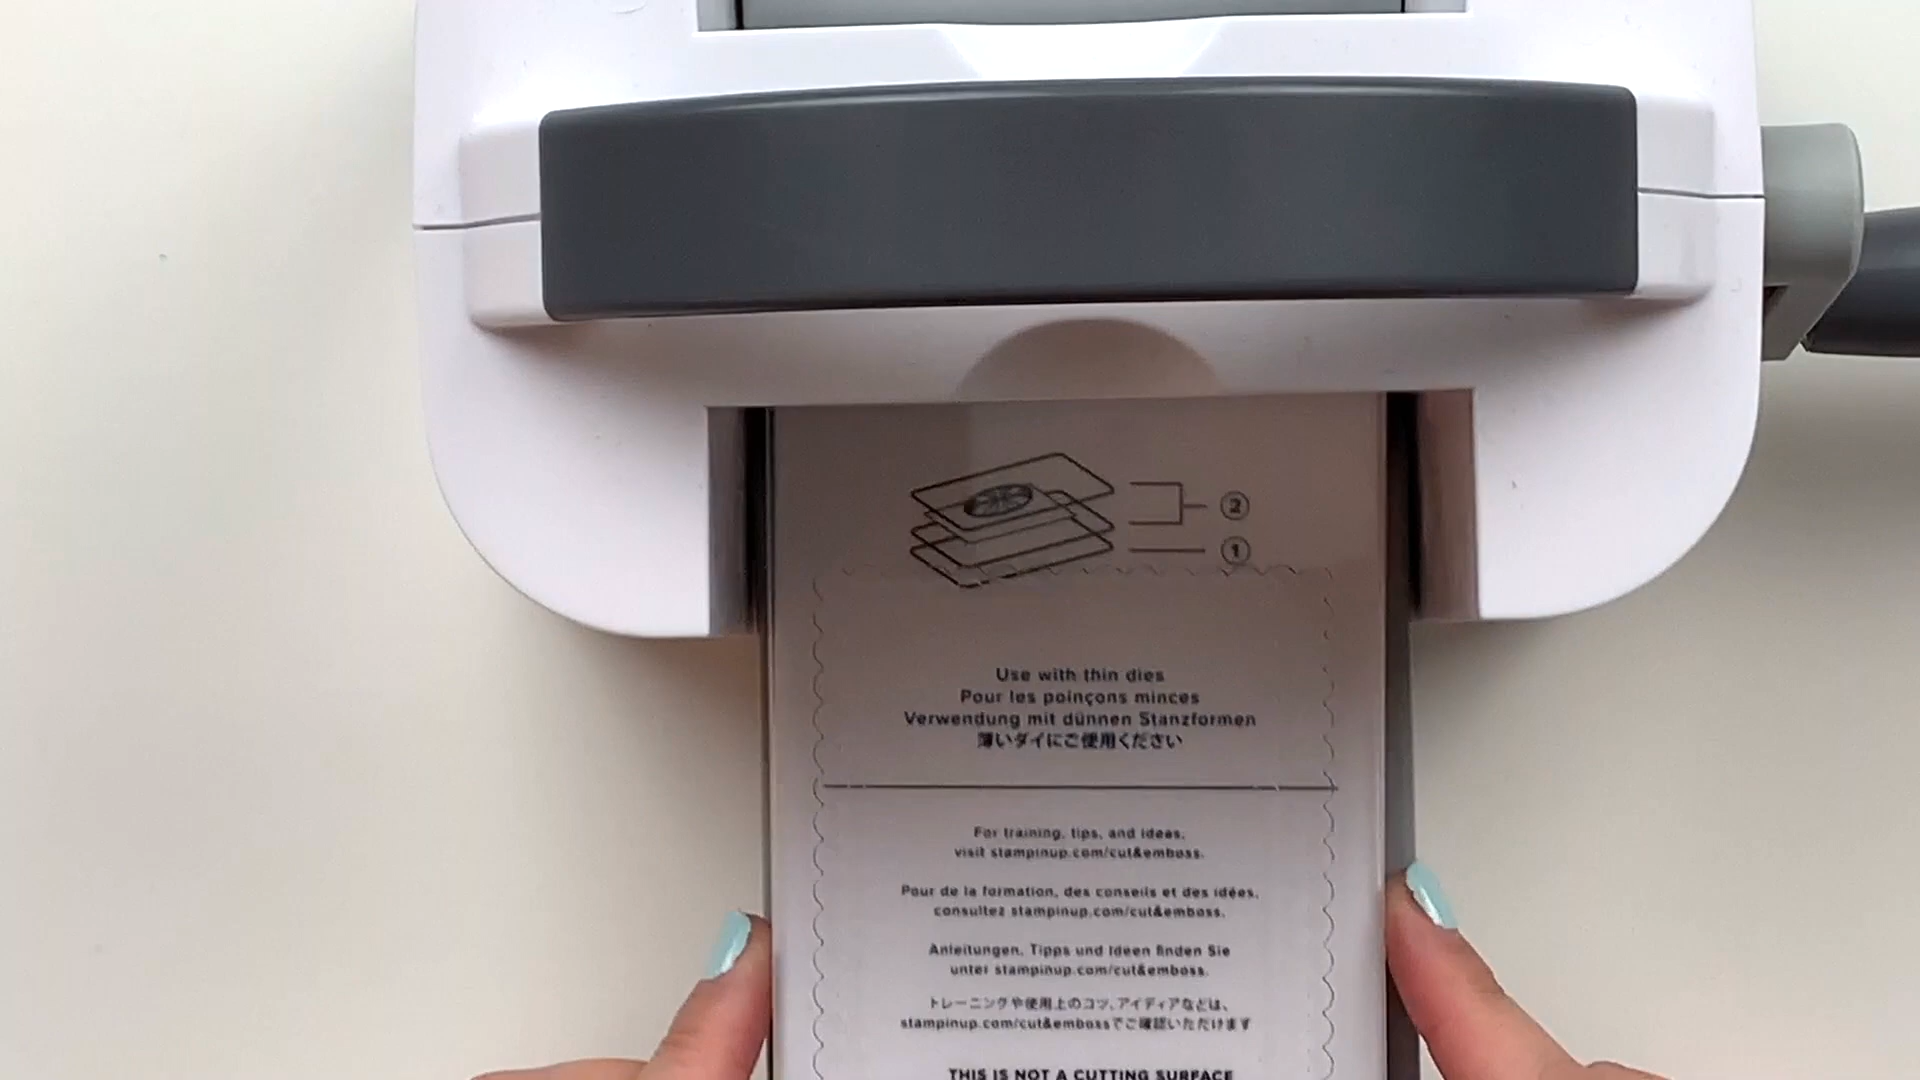 2
1
Use with thin dies
Pour les poinçons minces
Verwendung mit dünnen Stanzformen
薄いダイにご使用ください
For training, tips, and ideas,
visit stampinup.com/cut&emboss.
Pour de la formation, des conseils et des idées,
consultez stampinup.com/cut&emboss.
Anleitungen, Tipps und Ideen finden Sie
unter stampinup.com/cut&emboss.
トレーニングや使用上のコツ、アイディアなどは、
stampinup.com/cut&embossでご確認いただけます
THIS IS NOT A CUTTING SURFACE